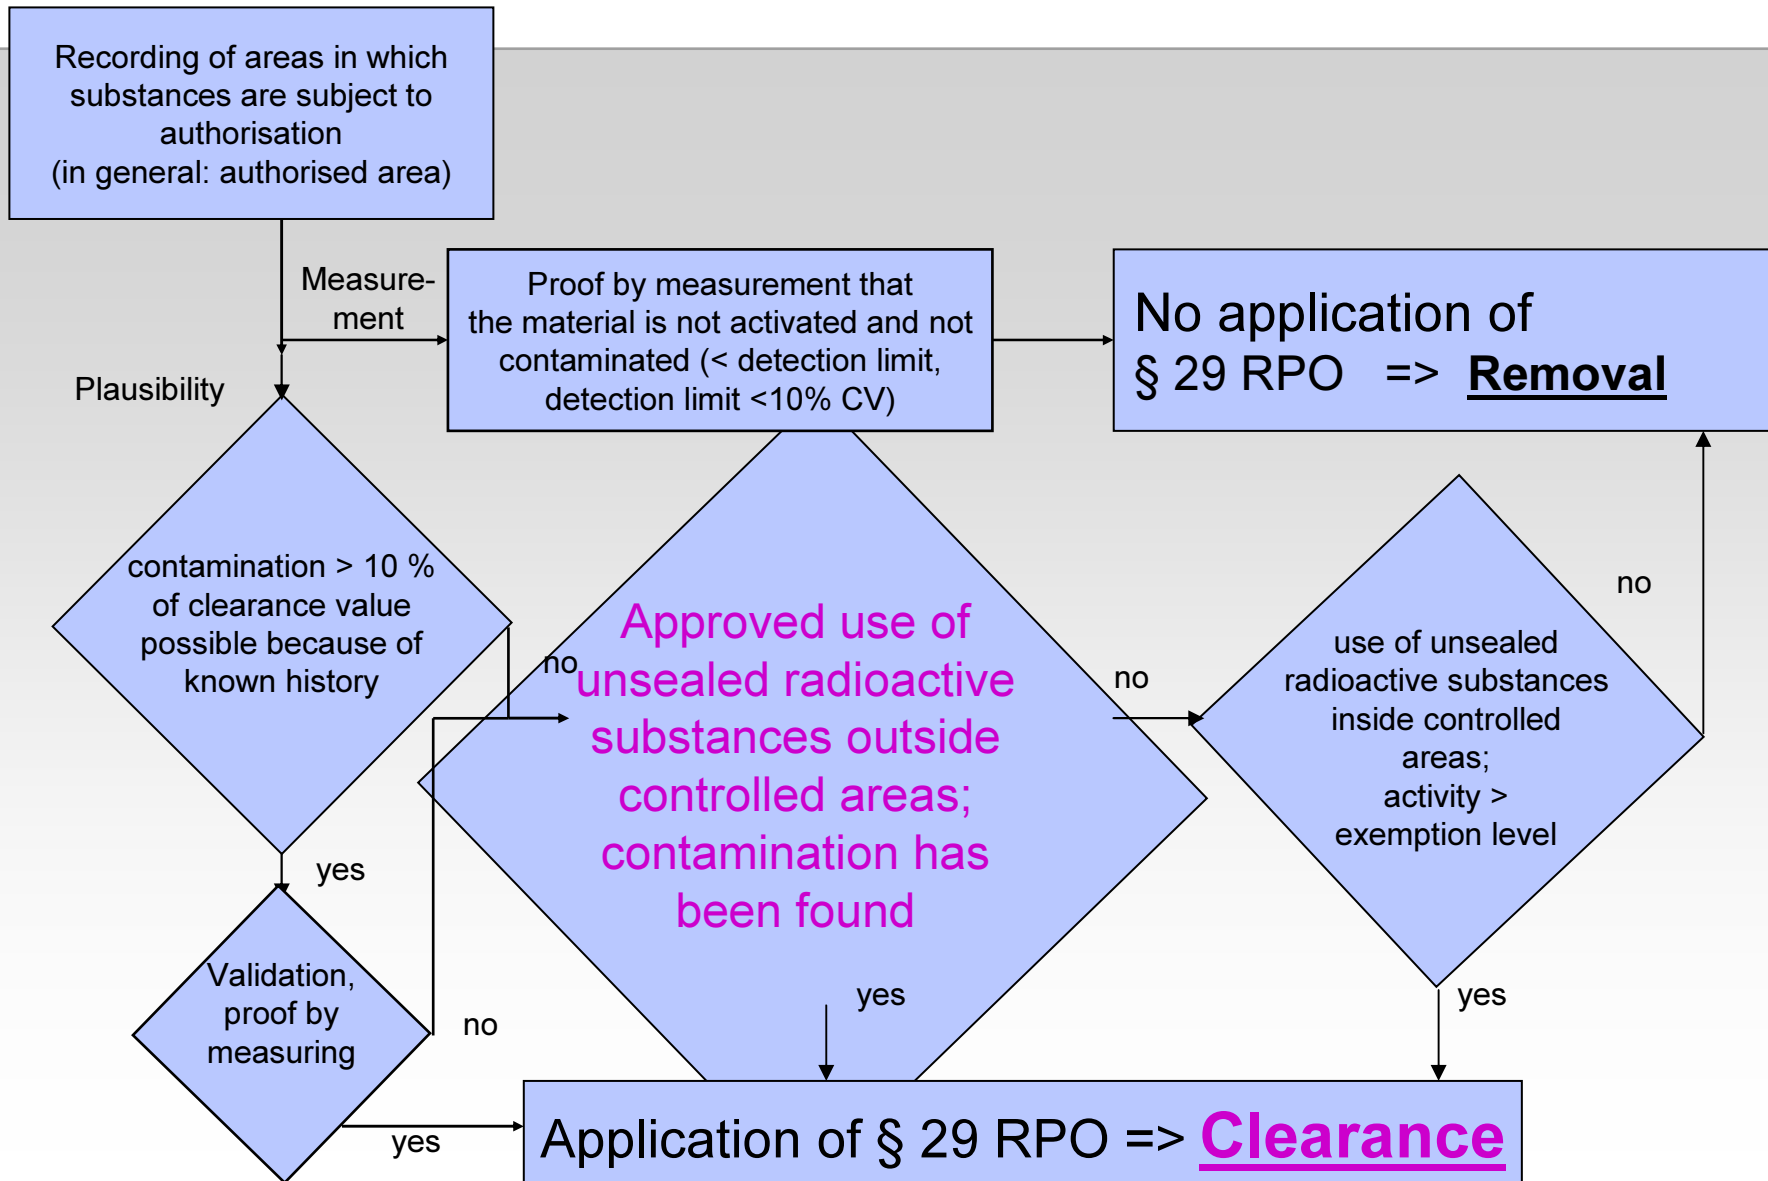 Recording of areas in which
substances are subject to
authorisation
(in general: authorised area)
Measure-
ment
Proof by measurement that
the material is not activated and not
contaminated (< detection limit,
detection limit <10% CV)
No application of
§ 29 RPO => Removal
Plausibility
contamination > 10 %
of clearance value
possible because of
known history
no
Approved use of
unsealed radioactive
substances outside
controlled areas;
contamination has
been found
no
use of unsealed
radioactive substances
inside controlled
areas;
activity >
exemption level
no
yes
Validation,
proof by
measuring
no
yes
yes
yes
Application of § 29 RPO => Clearance